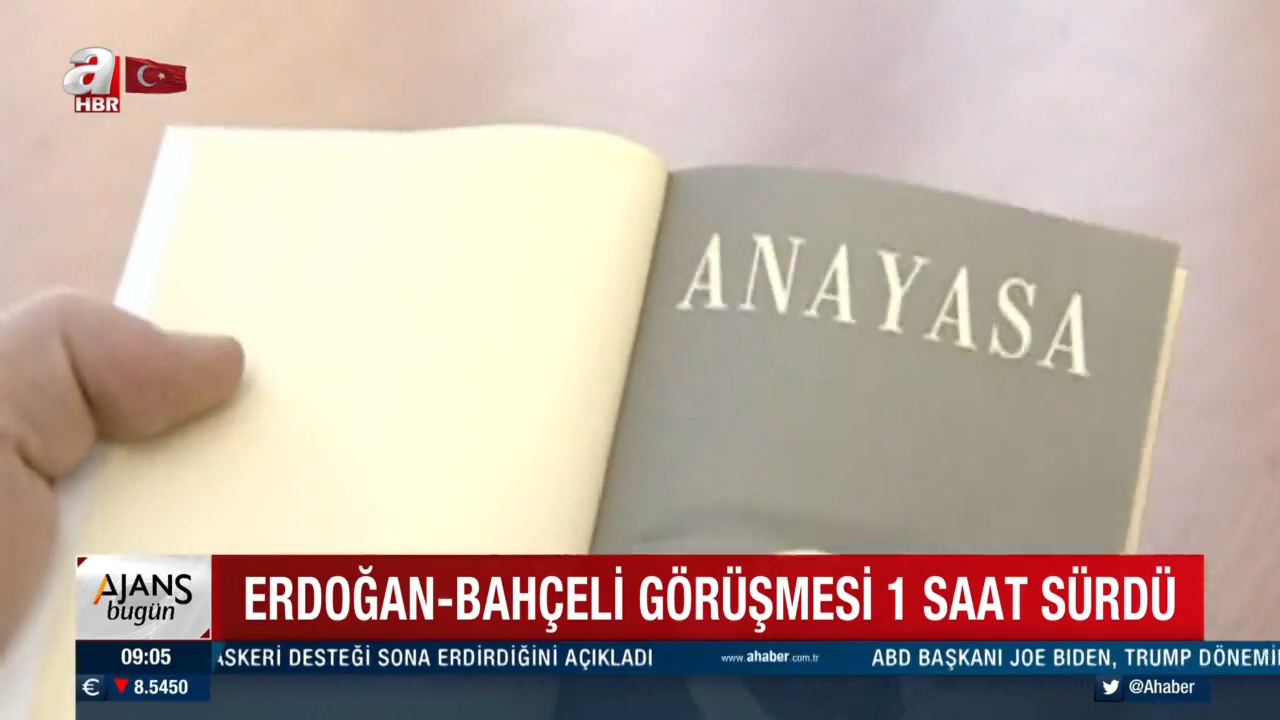 a
HBR
ANAYASA
AJANS
bugün
ERDOĞAN-BAHÇELİ GÖRÜŞMESİ 1 SAAT SÜRDÜ
09:05
ASKERİ DESTEĞİ SONA ERDİRDİĞİNİ AÇIKLADI
www.ahaber.com.tr
ABD BAŞKANI JOE BIDEN, TRUMP DÖNEMİ
€ 8.5450
@Ahaber